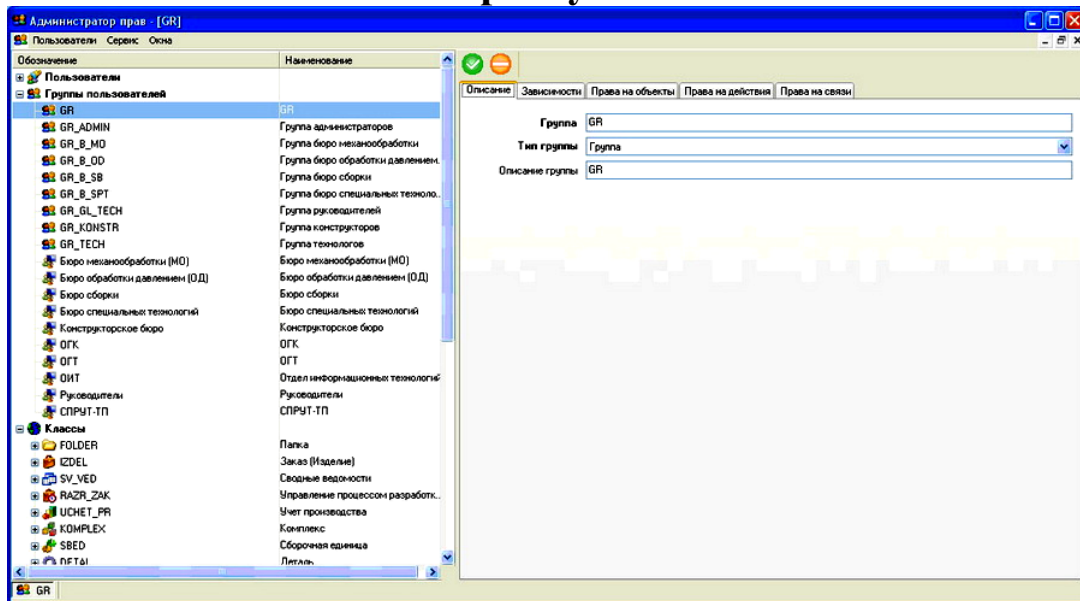 Администратор прав - [GR]
Пользователи Сервис Окна
Обозначение Наименование
Пользователи
Группы пользователей
GR GR
GR_ADMIN Группа администраторов
GR_B_MO Группа бюро механообработки
GR_B_OD Группа бюро обработки давлением.
GR_B_SB Группа бюро сборки
GR_B_SPT Группа бюро специальных техноло..
GR_GL_TECH Группа руководителей
GR_KONSTR Группа конструкторов
GR_TECH Группа технологов
Бюро механообработки (МО) Бюро механообработки (МО)
Бюро обработки давлением (ОД) Бюро обработки давлением (ОД)
Бюро сборки Бюро сборки
Бюро специальных технологий Бюро специальных технологий
Конструкторское бюро Конструкторское бюро
ОГК ОГК
ОГТ ОГТ
ОИТ Отдел информационных технологий
Руководители Руководители
СПРУТ-ТП СПРУТ-ТП
Классы
FOLDER Папка
IZDEL Заказ (Изделие)
SV_VED Сводные ведомости
RAZR_ZAK Управление процессом разработк..
UCHET_PR Учет производства
KOMPLEX Комплекс
SBED Сборочная единица
DETAL Деталь
Описание Зависимости Права на объекты Права на действия Права на связи
Группа GR
Тип группы Группа
Описание группы GR
GR